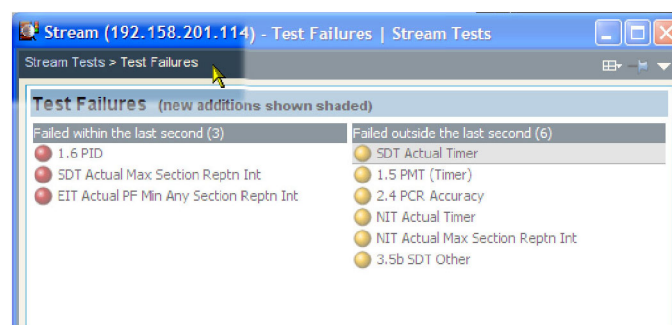 Stream (192.158.201.114) - Test Failures | Stream Tests
Stream Tests > Test Failures
Test Failures (new additions shown shaded)
Failed within the last second (3)
1.6 PID
SDT Actual Max Section Reptn Int
EIT Actual PF Min Any Section Reptn Int
Failed outside the last second (6)
SDT Actual Timer
1.5 PMT (Timer)
2.4 PCR Accuracy
NIT Actual Timer
NIT Actual Max Section Reptn Int
3.5b SDT Other